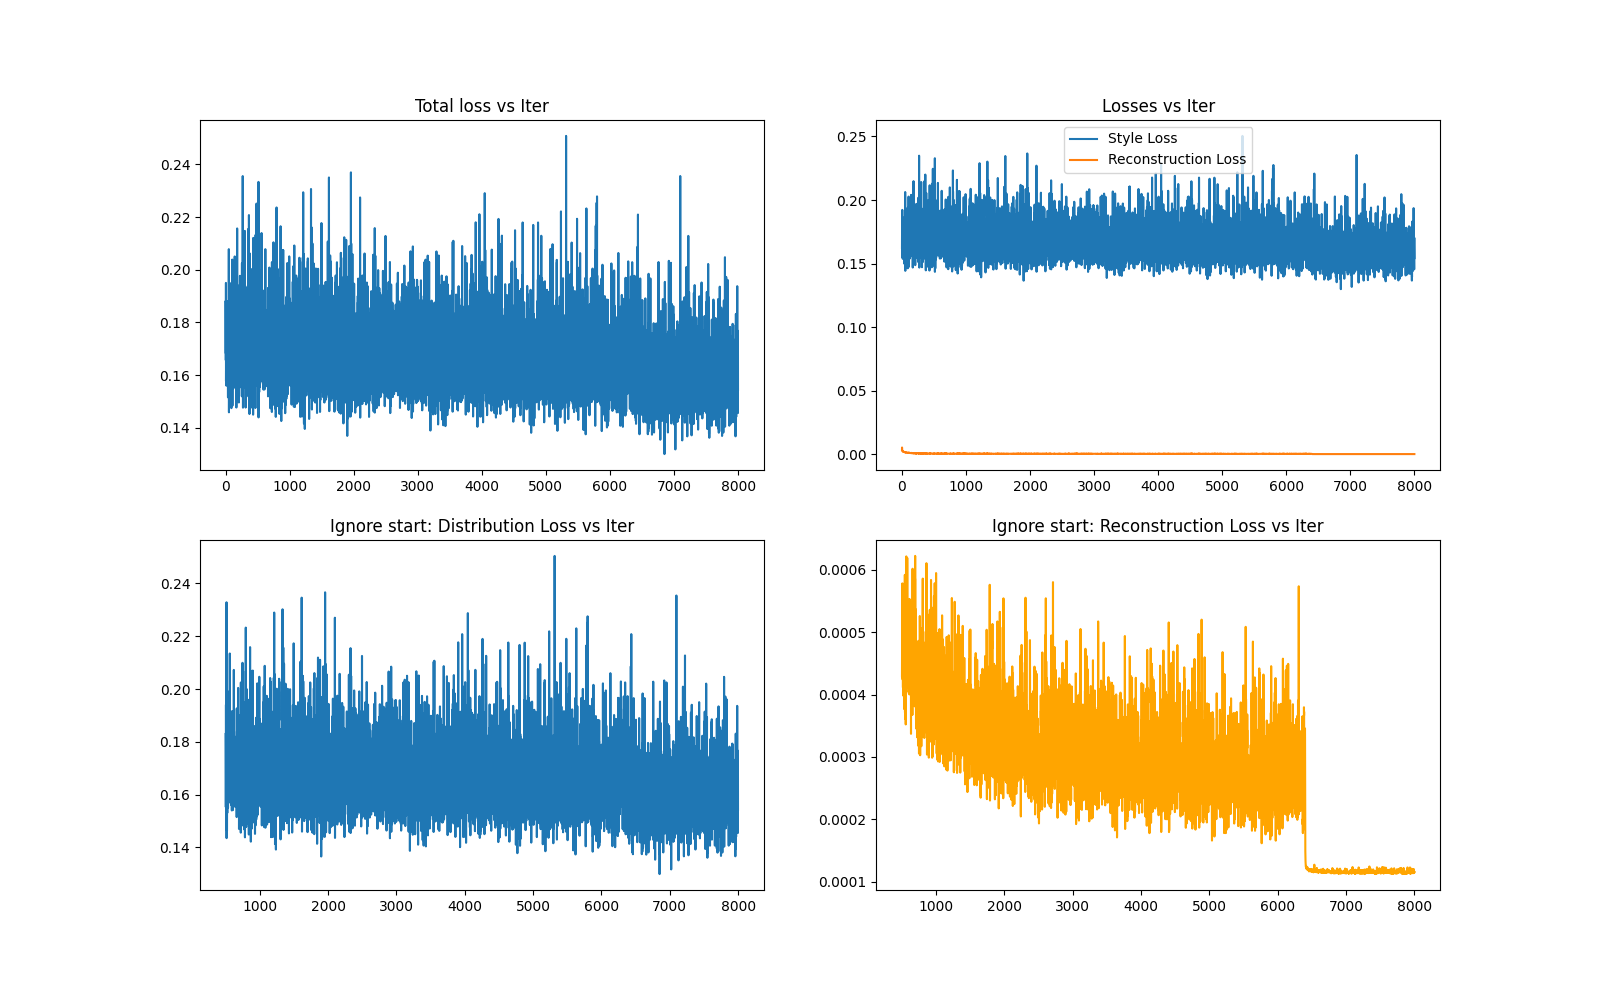 Total loss vs Iter
0.24
0.22
0.20
0.18
0.16
0.14
0 1000 2000 3000 4000 5000 6000 7000 8000
Losses vs Iter
Style Loss
Reconstruction Loss
0.25
0.20
0.15
0.10
0.05
0.00
0 1000 2000 3000 4000 5000 6000 7000 8000
Ignore start: Distribution Loss vs Iter
0.24
0.22
0.20
0.18
0.16
0.14
1000 2000 3000 4000 5000 6000 7000 8000
Ignore start: Reconstruction Loss vs Iter
0.0006
0.0005
0.0004
0.0003
0.0002
0.0001
1000 2000 3000 4000 5000 6000 7000 8000